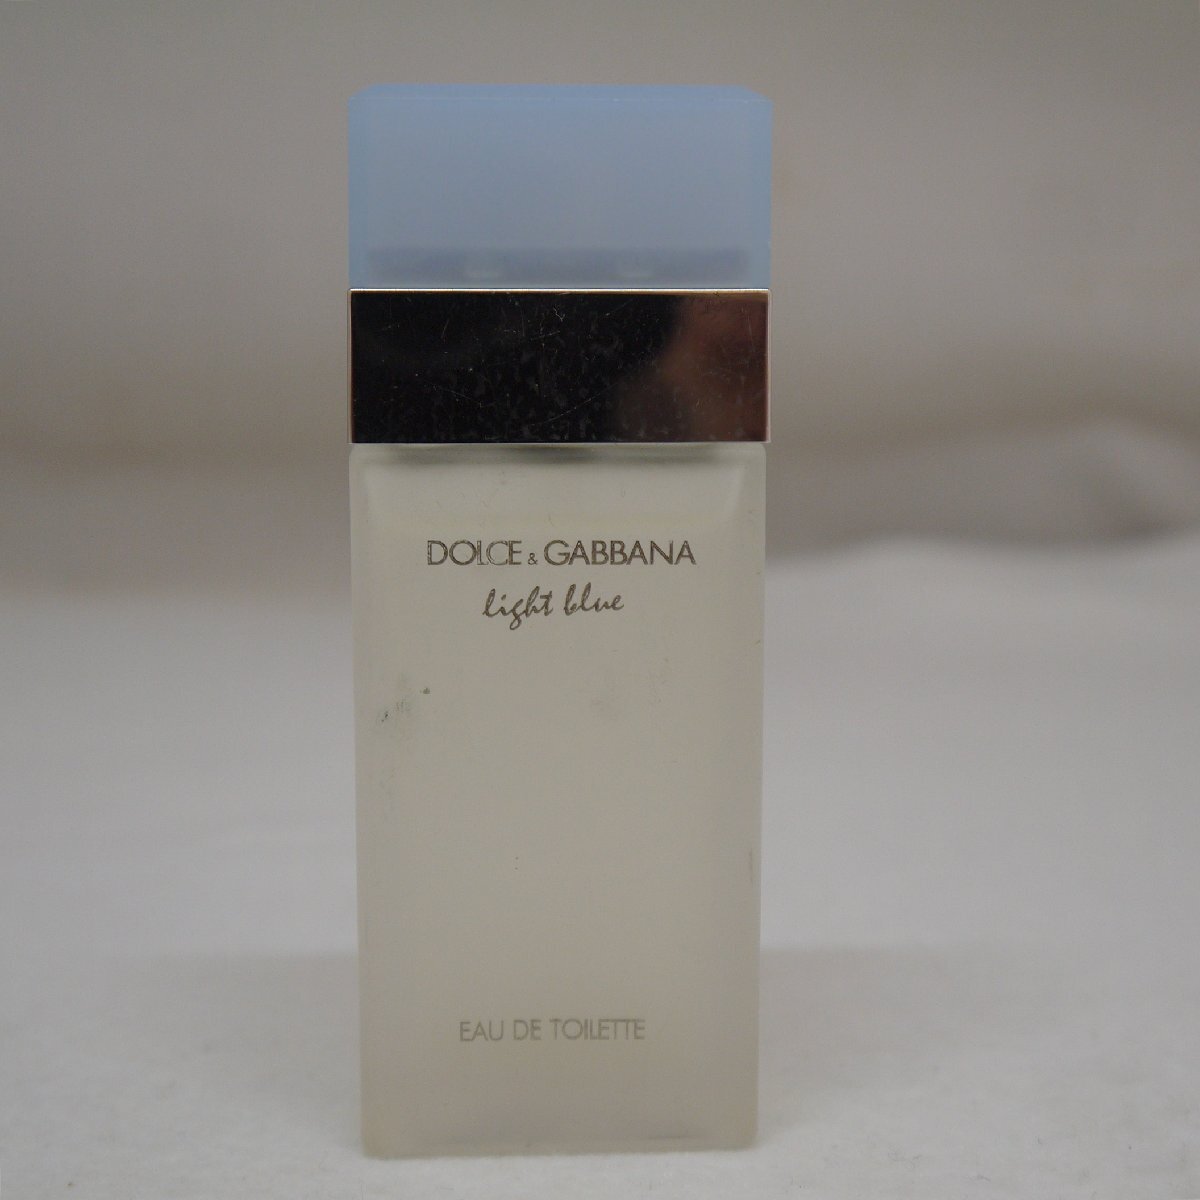 DOLCE & GABBANA
light blue
EAU DE TOILETTE